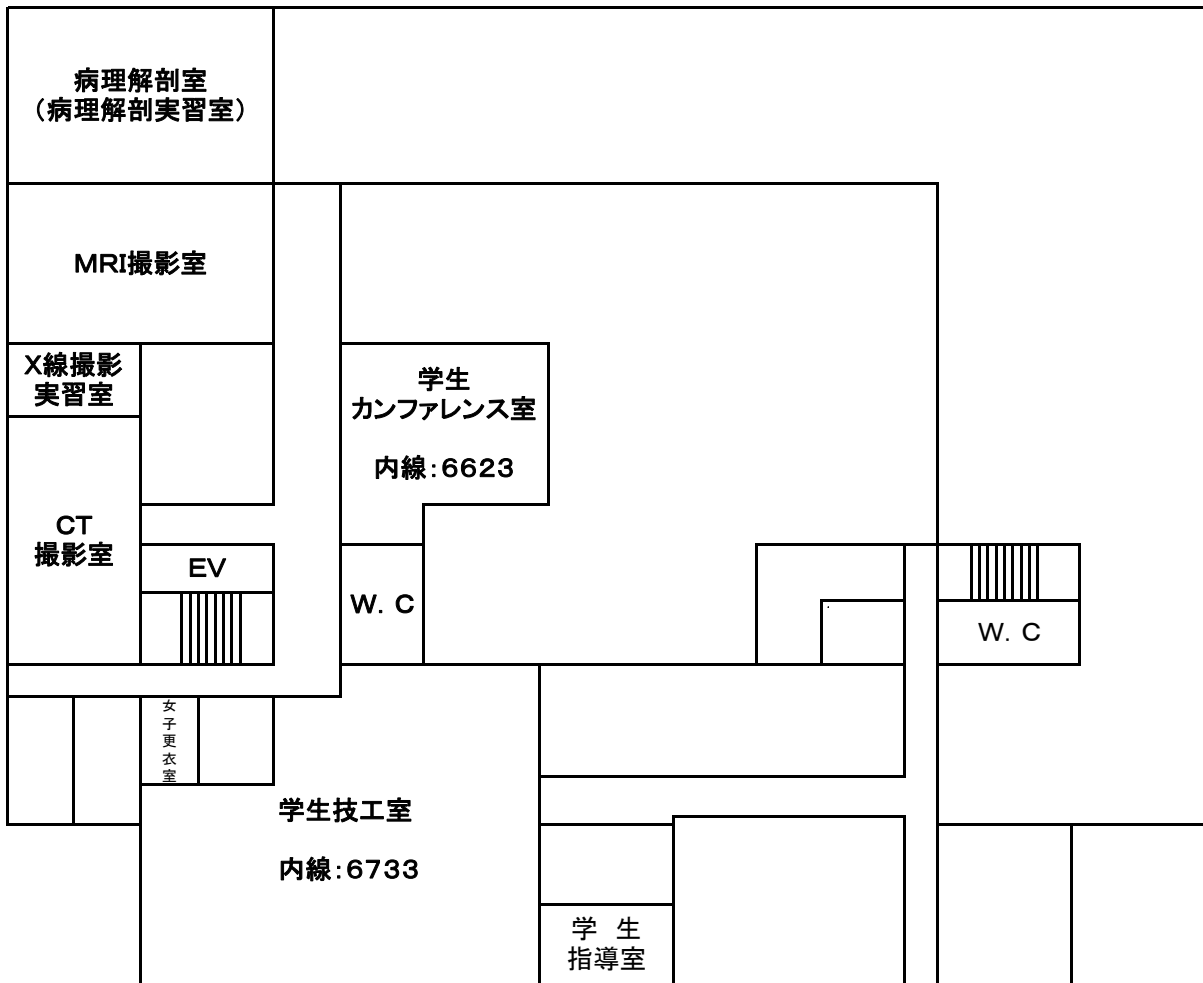 病理解剖室
（病理解剖実習室）
MRI撮影室
X線撮影
実習室
学生
カンファレンス室
内線：6623
CT
撮影室
EV
W．C
W．C
女子更衣室
学生技工室
内線：6733
学　生
指導室